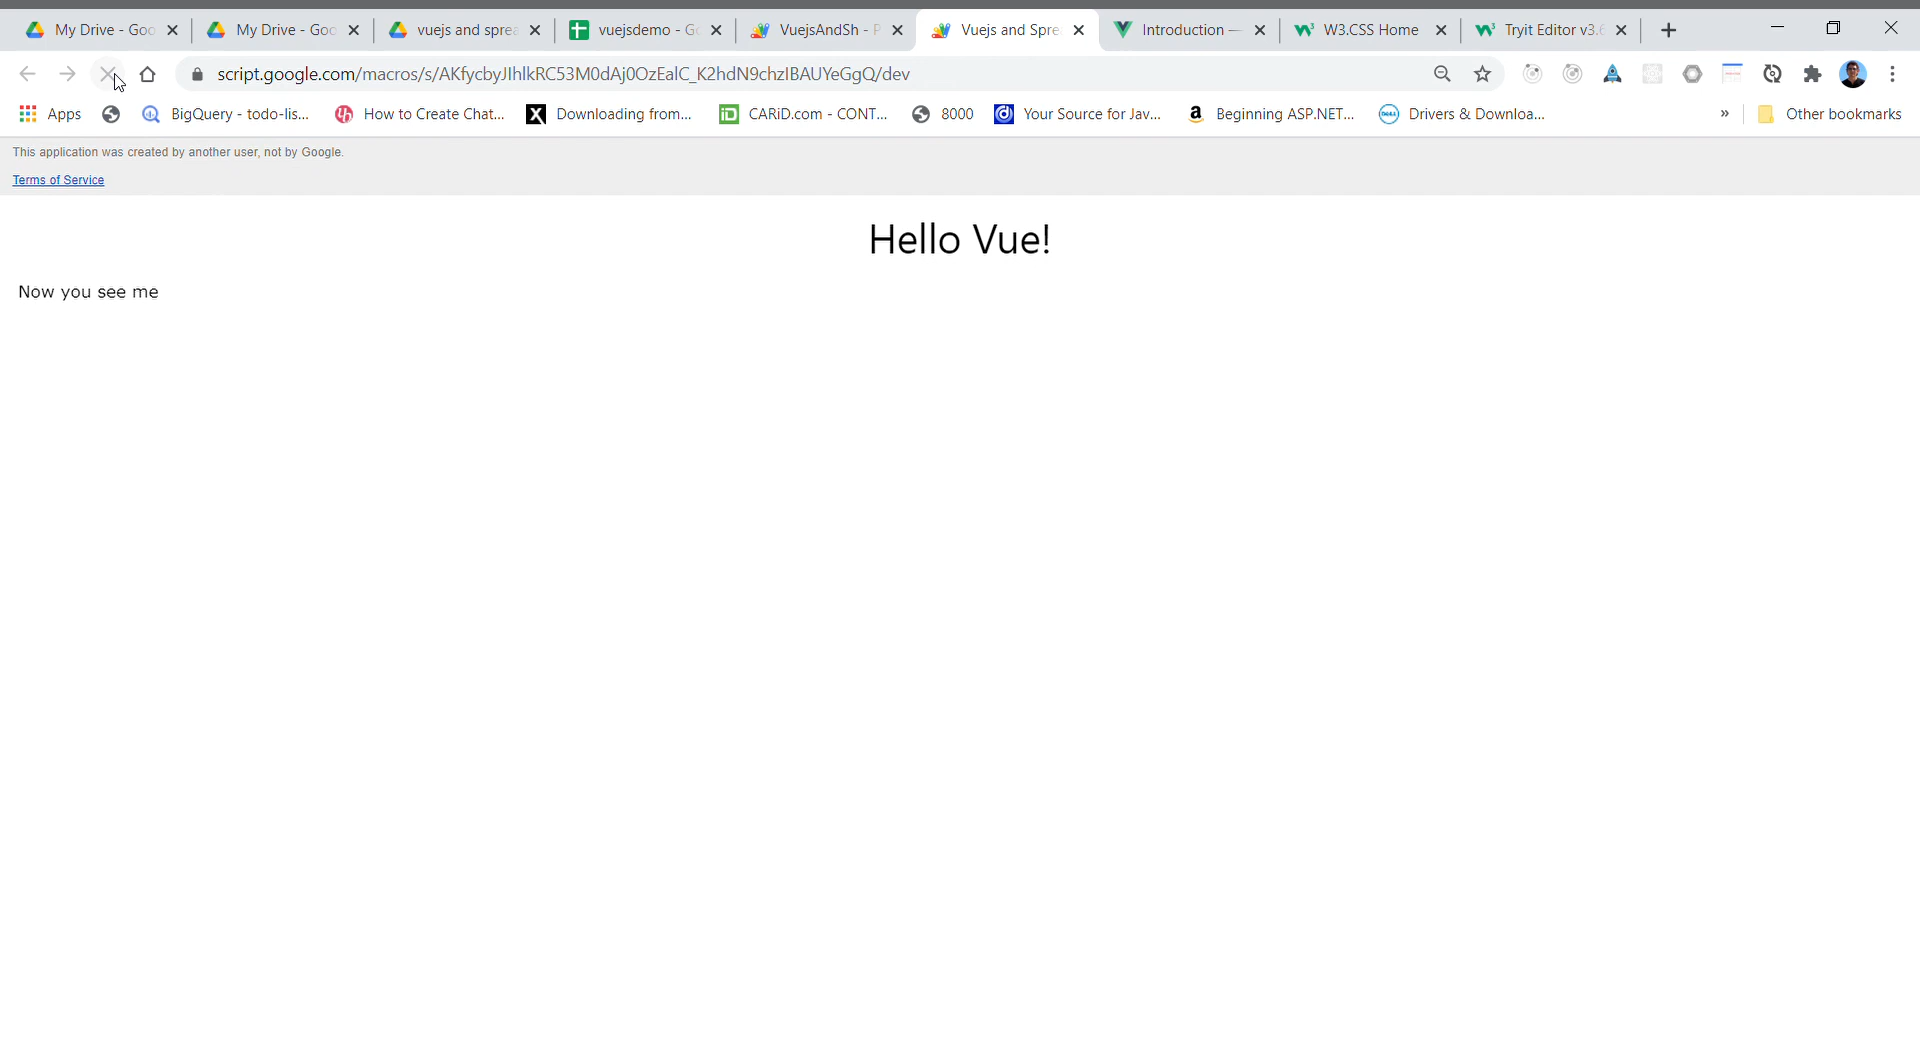 My Drive - Goo
My Drive - Goo
vuejs and sprea
vuejsdemo - Go
VuejsAndSh - P
Vuejs and Spre
Introduction —
W3.CSS Home
Tryit Editor v3.6
script.google.com/macros/s/AKfycbyJIhlkRC53M0dAj0OzEalC_K2hdN9chzIBAUYeGgQ/dev
Apps
BigQuery - todo-lis...
How to Create Chat...
Downloading from...
CARiD.com - CONT...
8000
Your Source for Jav...
Beginning ASP.NET...
Drivers & Downloa...
»
Other bookmarks
This application was created by another user, not by Google.
Terms of Service
Hello Vue!
Now you see me